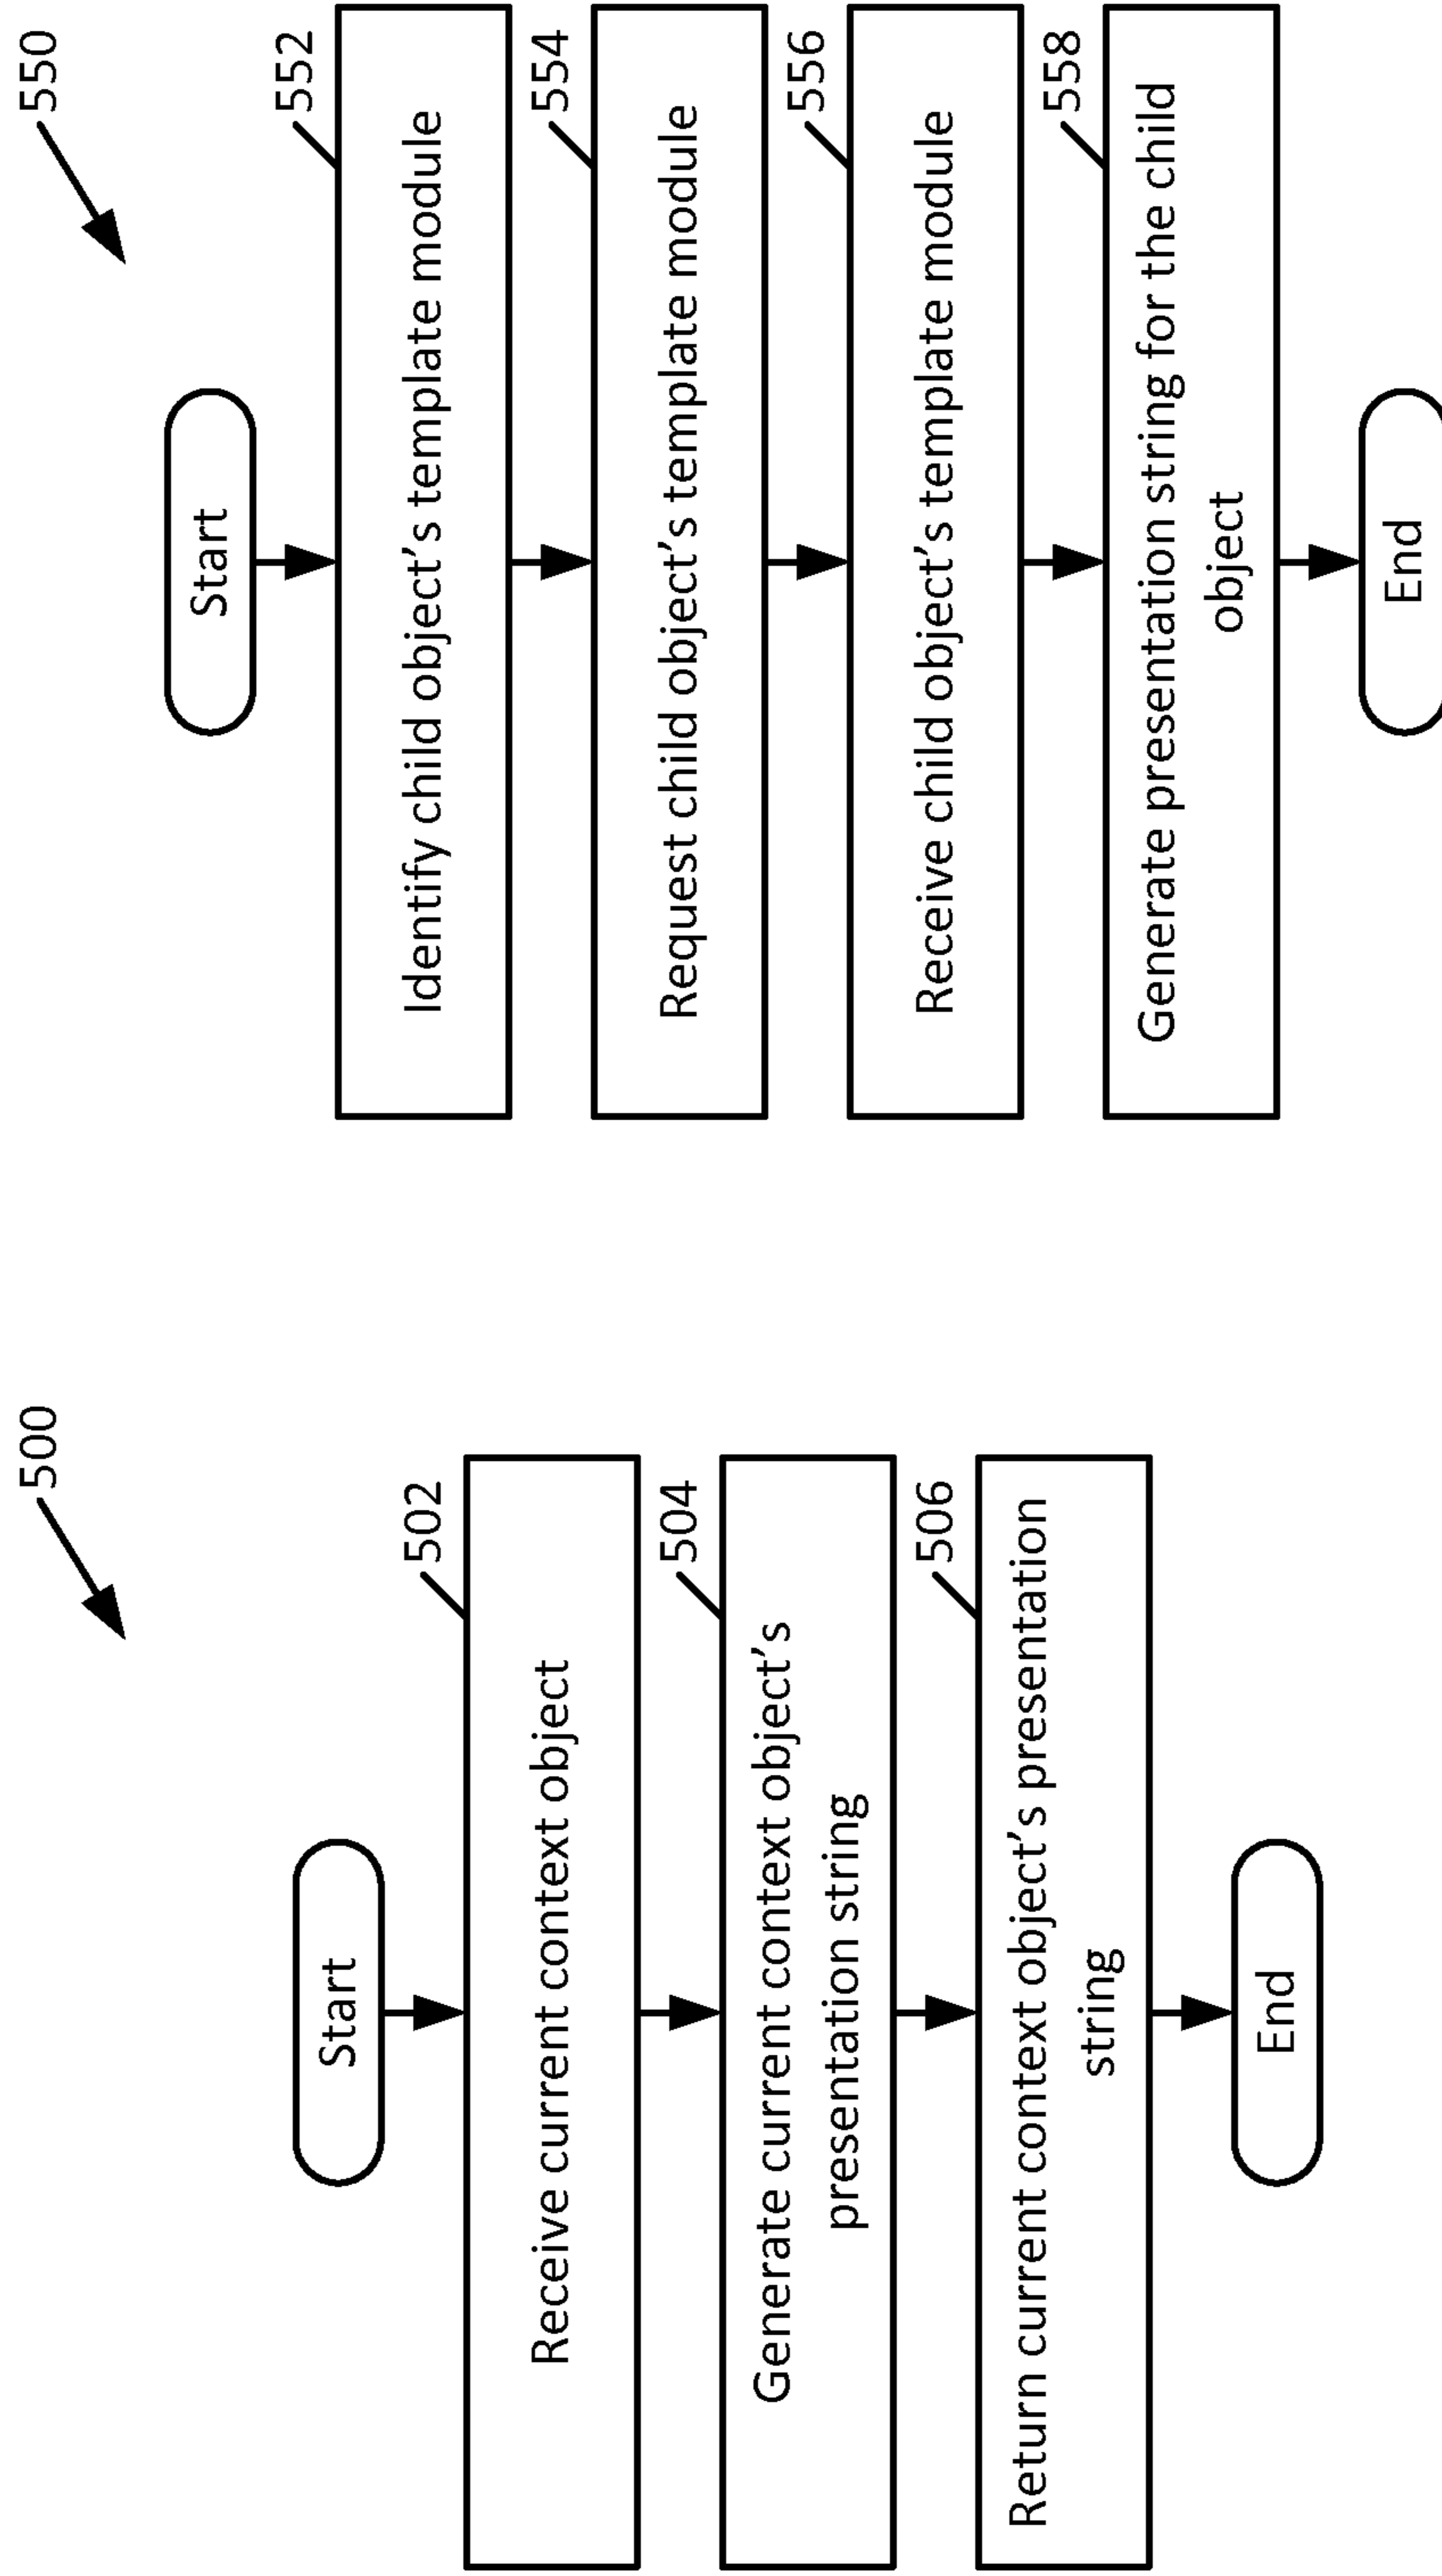 500
Start
502
Receive current context object
504
Generate current context object’s
presentation string
506
Return current context object’s presentation
string
End
550
Start
552
Identify child object’s template module
554
Request child object’s template module
556
Receive child object’s template module
558
Generate presentation string for the child
object
End